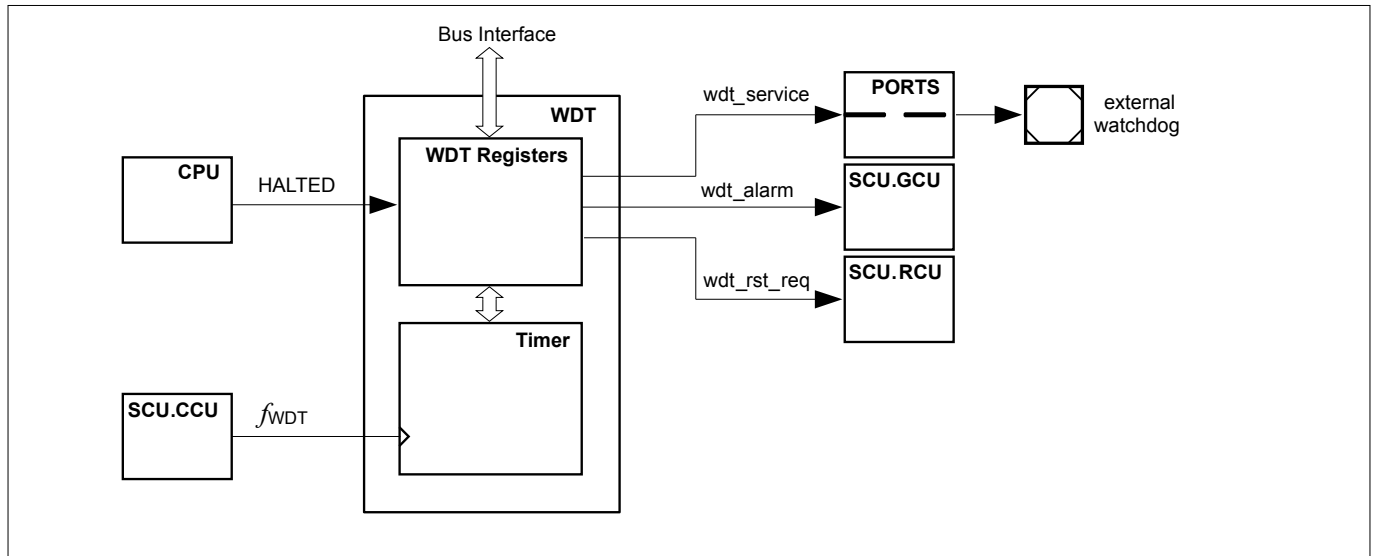 Bus Interface
WDT
WDT Registers
CPU
HALTED
wdt_service
PORTS
external
watchdog
wdt_alarm
SCU.GCU
wdt_rst_req
SCU.RCU
Timer
SCU.CCU
fWDT